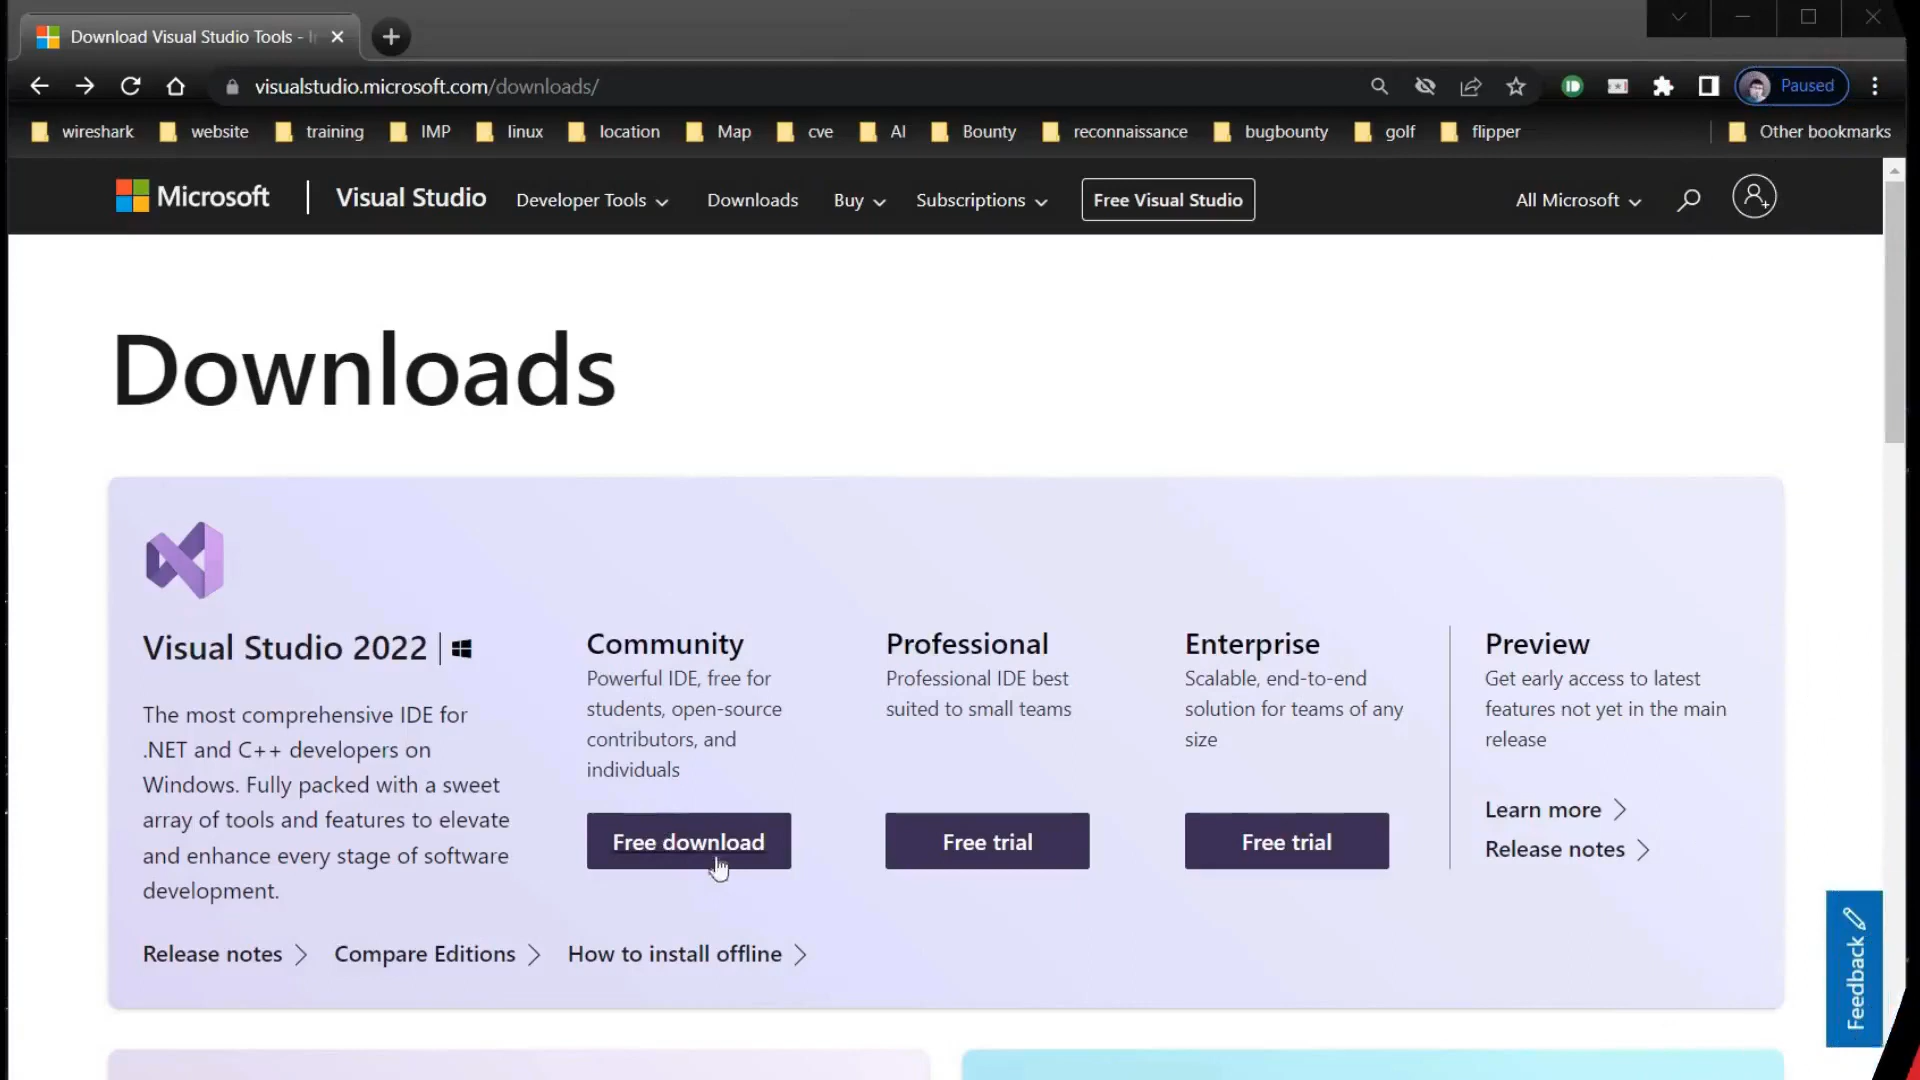 Download Visual Studio Tools -
visualstudio.microsoft.com/downloads/
Paused
wireshark website training IMP linux location Map cve AI Bounty reconnaissance bugbounty golf flipper Other bookmarks
Microsoft Visual Studio Developer Tools Downloads Buy Subscriptions Free Visual Studio All Microsoft
Downloads
Visual Studio 2022
The most comprehensive IDE for
.NET and C++ developers on
Windows. Fully packed with a sweet
array of tools and features to elevate
and enhance every stage of software
development.
Community
Powerful IDE, free for
students, open-source
contributors, and
individuals
Free download
Professional
Professional IDE best
suited to small teams
Free trial
Enterprise
Scalable, end-to-end
solution for teams of any
size
Free trial
Preview
Get early access to latest
features not yet in the main
release
Learn more
Release notes
Release notes Compare Editions How to install offline
Feedback